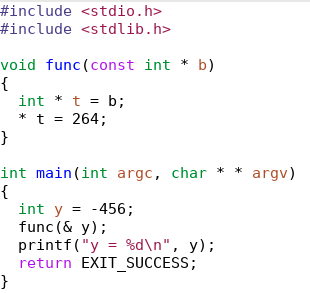 #include <stdio.h>
#include <stdlib.h>

void func(const int * b)
{
  int * t = b;
  * t = 264;
}

int main(int argc, char * * argv)
{
  int y = -456;
  func(& y);
  printf("y = %d\n", y);
  return EXIT_SUCCESS;
}